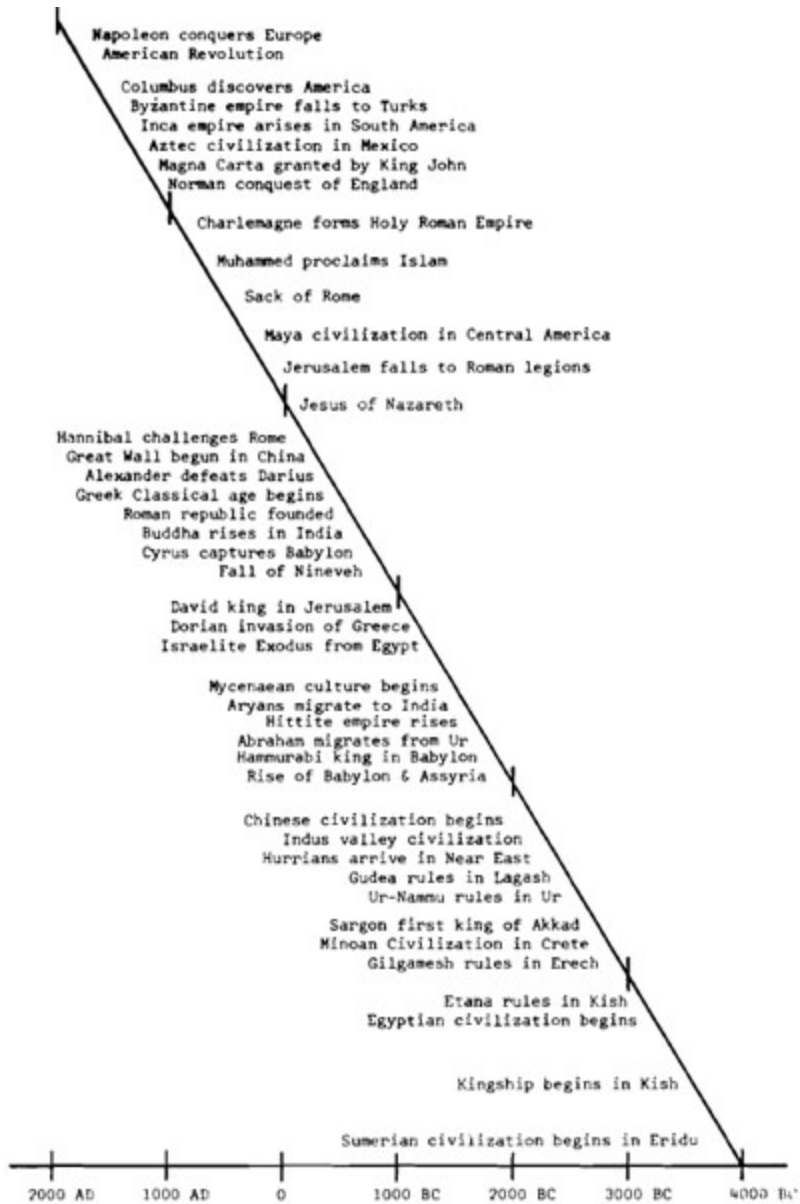 Napoleon conquers Europe
American Revolution
Columbus discovers America
Byzantine empire falls to Turks
Inca empire arises in South America
Aztec civilization in Mexico
Magna Carta granted by King John
Norman conquest of England
Charlemagne forms Holy Roman Empire
Muhammed proclaims Islam
Sack of Rome
Maya civilization in Central America
Jerusalem falls to Roman legions
Jesus of Nazareth
Hannibal challenges Rome
Great Wall begun in China
Alexander defeats Darius
Greek Classical age begins
Roman republic founded
Buddha rises in India
Cyrus captures Babylon
Fall of Nineveh
David king in Jerusalem
Dorian invasion of Greece
Israelite Exodus from Egypt
Mycenaean culture begins
Aryans migrate to India
Hittite empire rises
Abraham migrates from Ur
Hammurabi king in Babylon
Rise of Babylon & Assyria
Chinese civilization begins
Indus valley civilization
Hurrians arrive in Near East
Gudea rules in Lagash
Ur-Nammu rules in Ur
Sargon first king of Akkad
Minoan Civilization in Crete
Gilgamesh rules in Erech
Etana rules in Kish
Egyptian civilization begins
Kingship begins in Kish
Sumerian civilization begins in Eridu
2000 AD 1000 AD 0 1000 BC 2000 BC 3000 BC 4000 BC